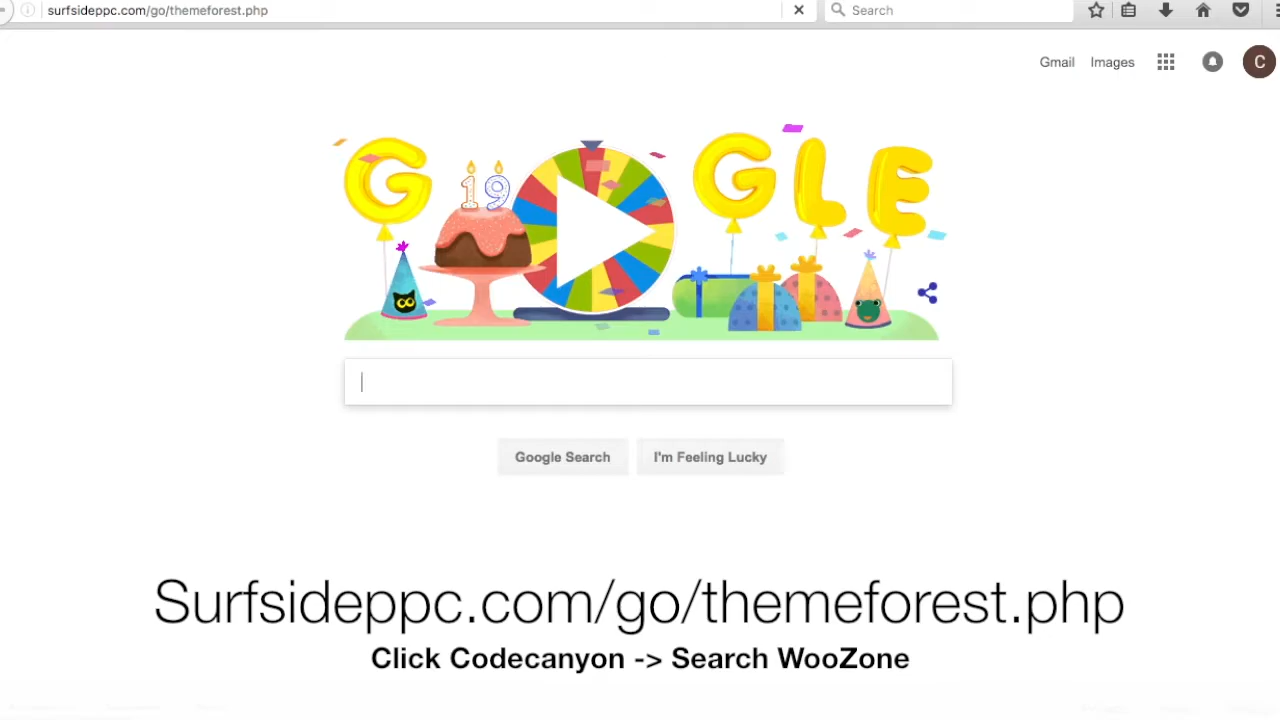 surfsideppc.com/go/themeforest.php
Search
Gmail Images
C
G 19 GLE
Google Search I'm Feeling Lucky
Surfsideppc.com/go/themeforest.php
Click Codecanyon -> Search WooZone